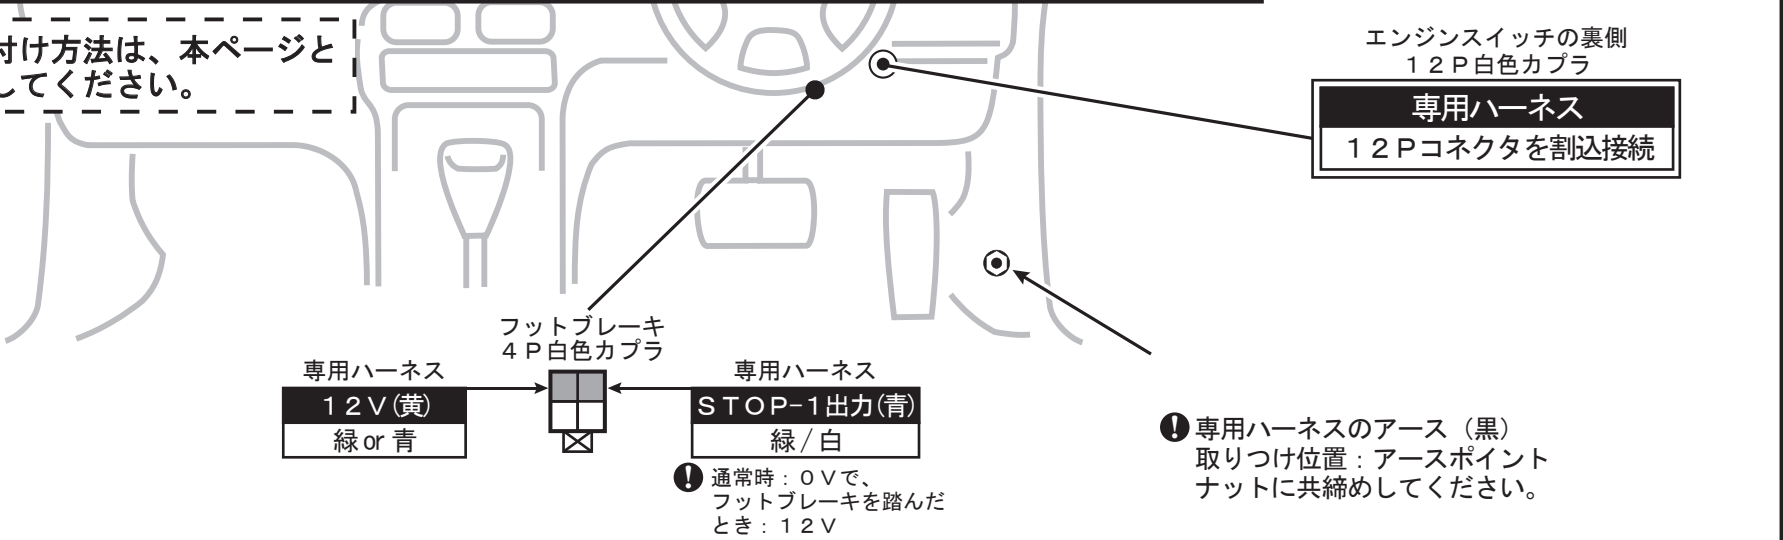 付け方法は、本ページと
してください。
エンジンスイッチの裏側
１２Ｐ白色カプラ
専用ハーネス
１２Ｐコネクタを割込接続
フットブレーキ
４Ｐ白色カプラ
専用ハーネス
１２Ｖ(黄)
緑or青
専用ハーネス
ＳＴＯＰ−１出力(青)
緑/白
通常時：０Ｖで、
フットブレーキを踏んだ
とき：１２Ｖ
専用ハーネスのアース（黒）
取りつけ位置：アースポイント
ナットに共締めしてください。